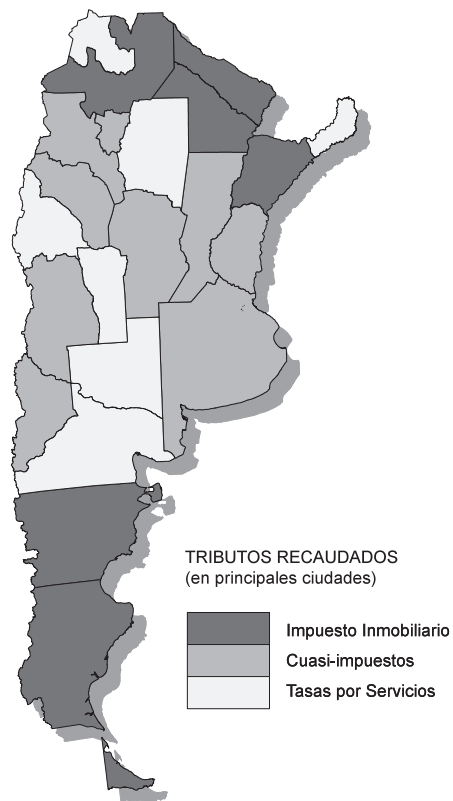 TRIBUTOS RECAUDADOS
(en principales ciudades)
Impuesto Inmobiliario
Cuasi-impuestos
Tasas por Servicios